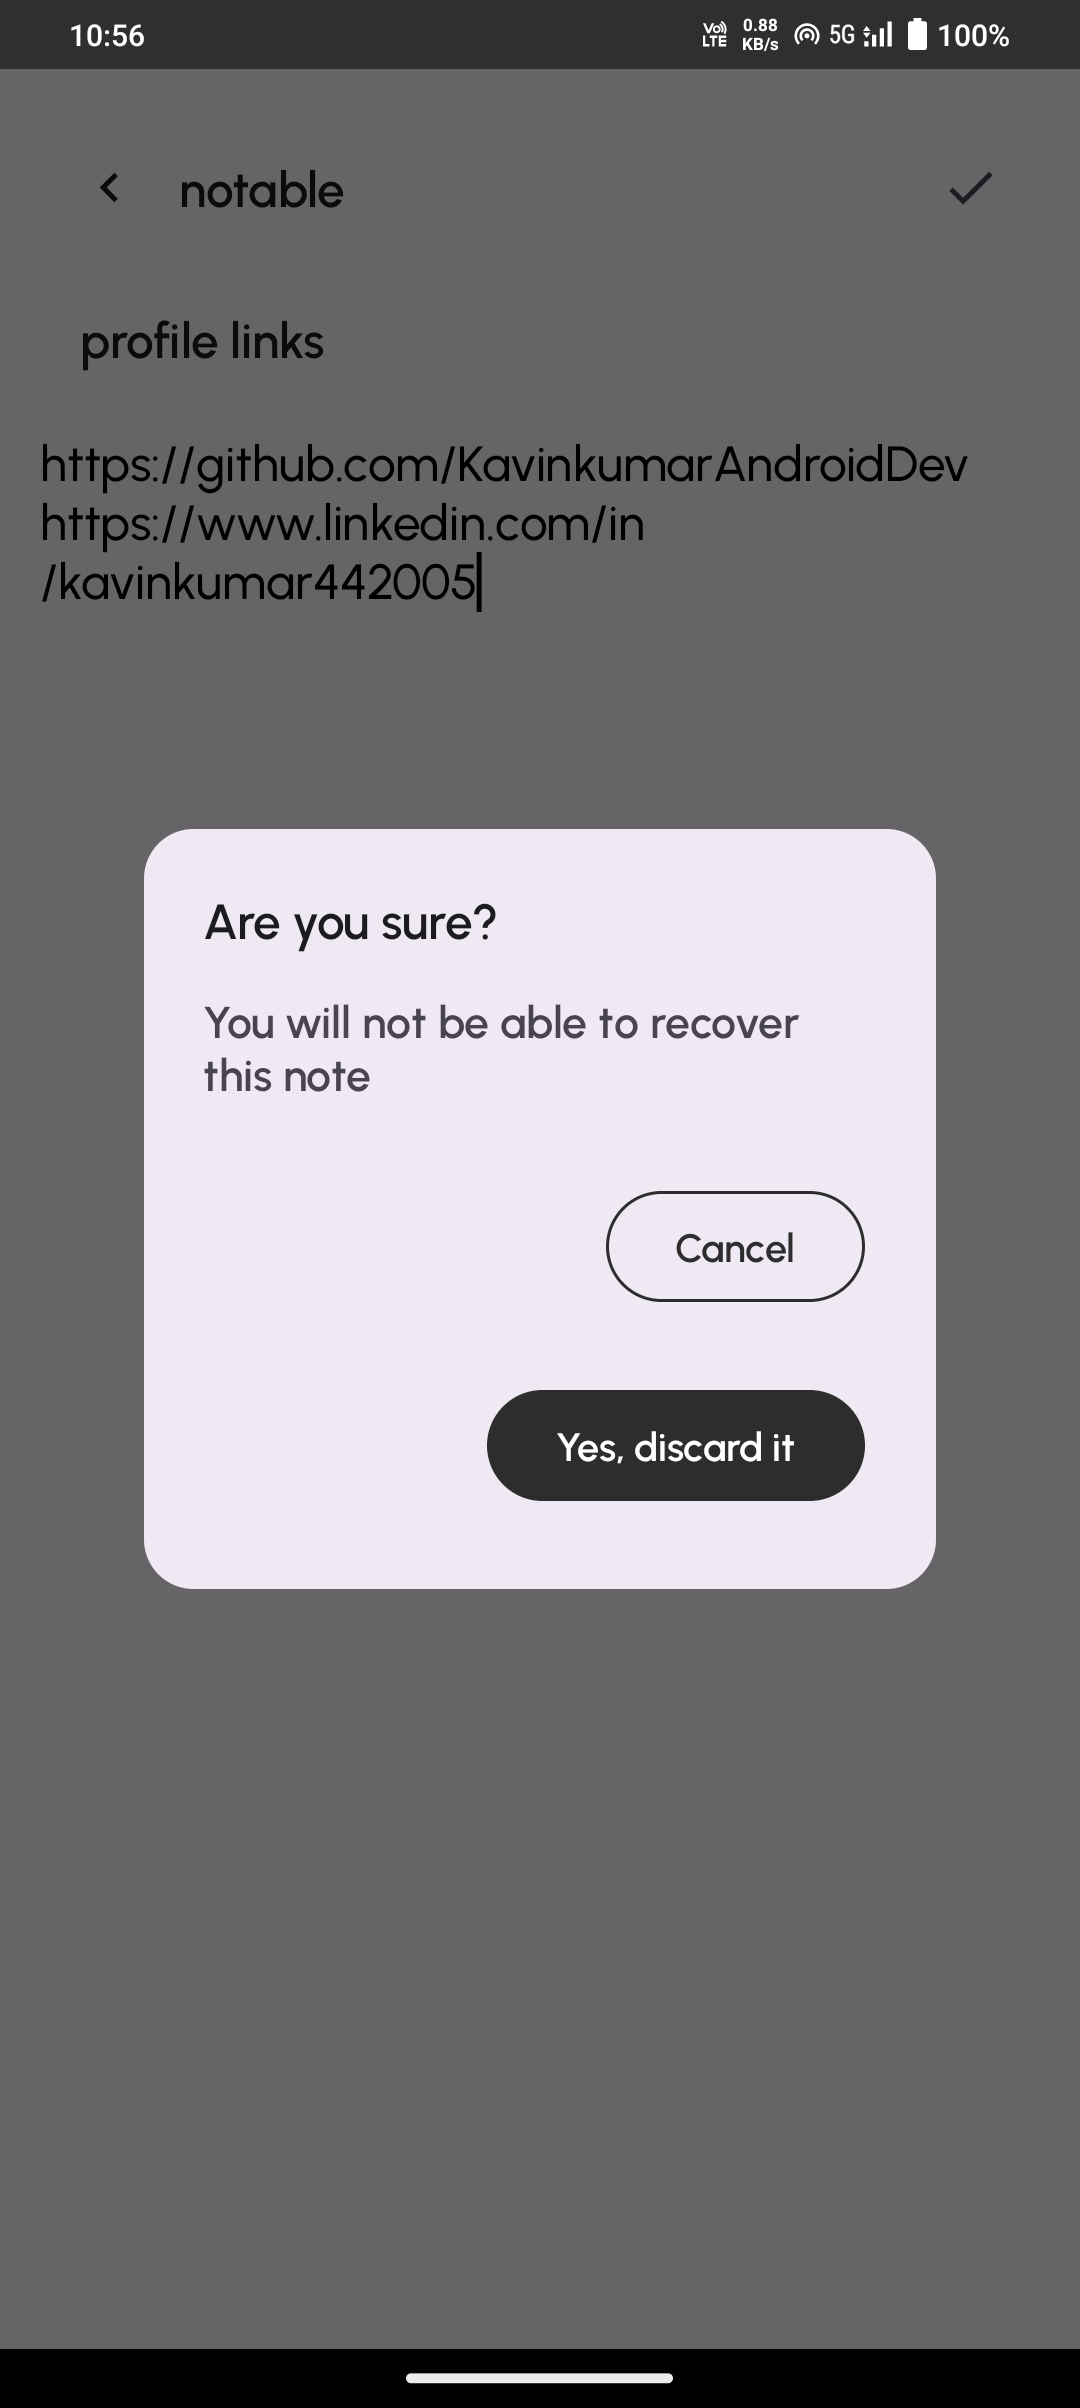 10:56
Vo) LTE 0.88 KB/s 5G 100%
notable
profile links
https://github.com/KavinkumarAndroidDev
https://www.linkedin.com/in
/kavinkumar442005
Are you sure?
You will not be able to recover
this note
Cancel
Yes, discard it